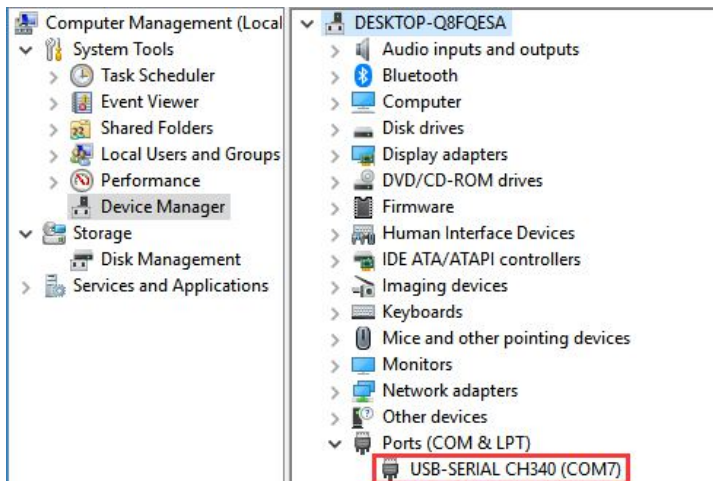 Computer Management (Local
System Tools
Task Scheduler
Event Viewer
Shared Folders
Local Users and Groups
Performance
Device Manager
Storage
Disk Management
Services and Applications
DESKTOP-Q8FQESA
Audio inputs and outputs
Bluetooth
Computer
Disk drives
Display adapters
DVD/CD-ROM drives
Firmware
Human Interface Devices
IDE ATA/ATAPI controllers
Imaging devices
Keyboards
Mice and other pointing devices
Monitors
Network adapters
Other devices
Ports (COM & LPT)
USB-SERIAL CH340 (COM7)